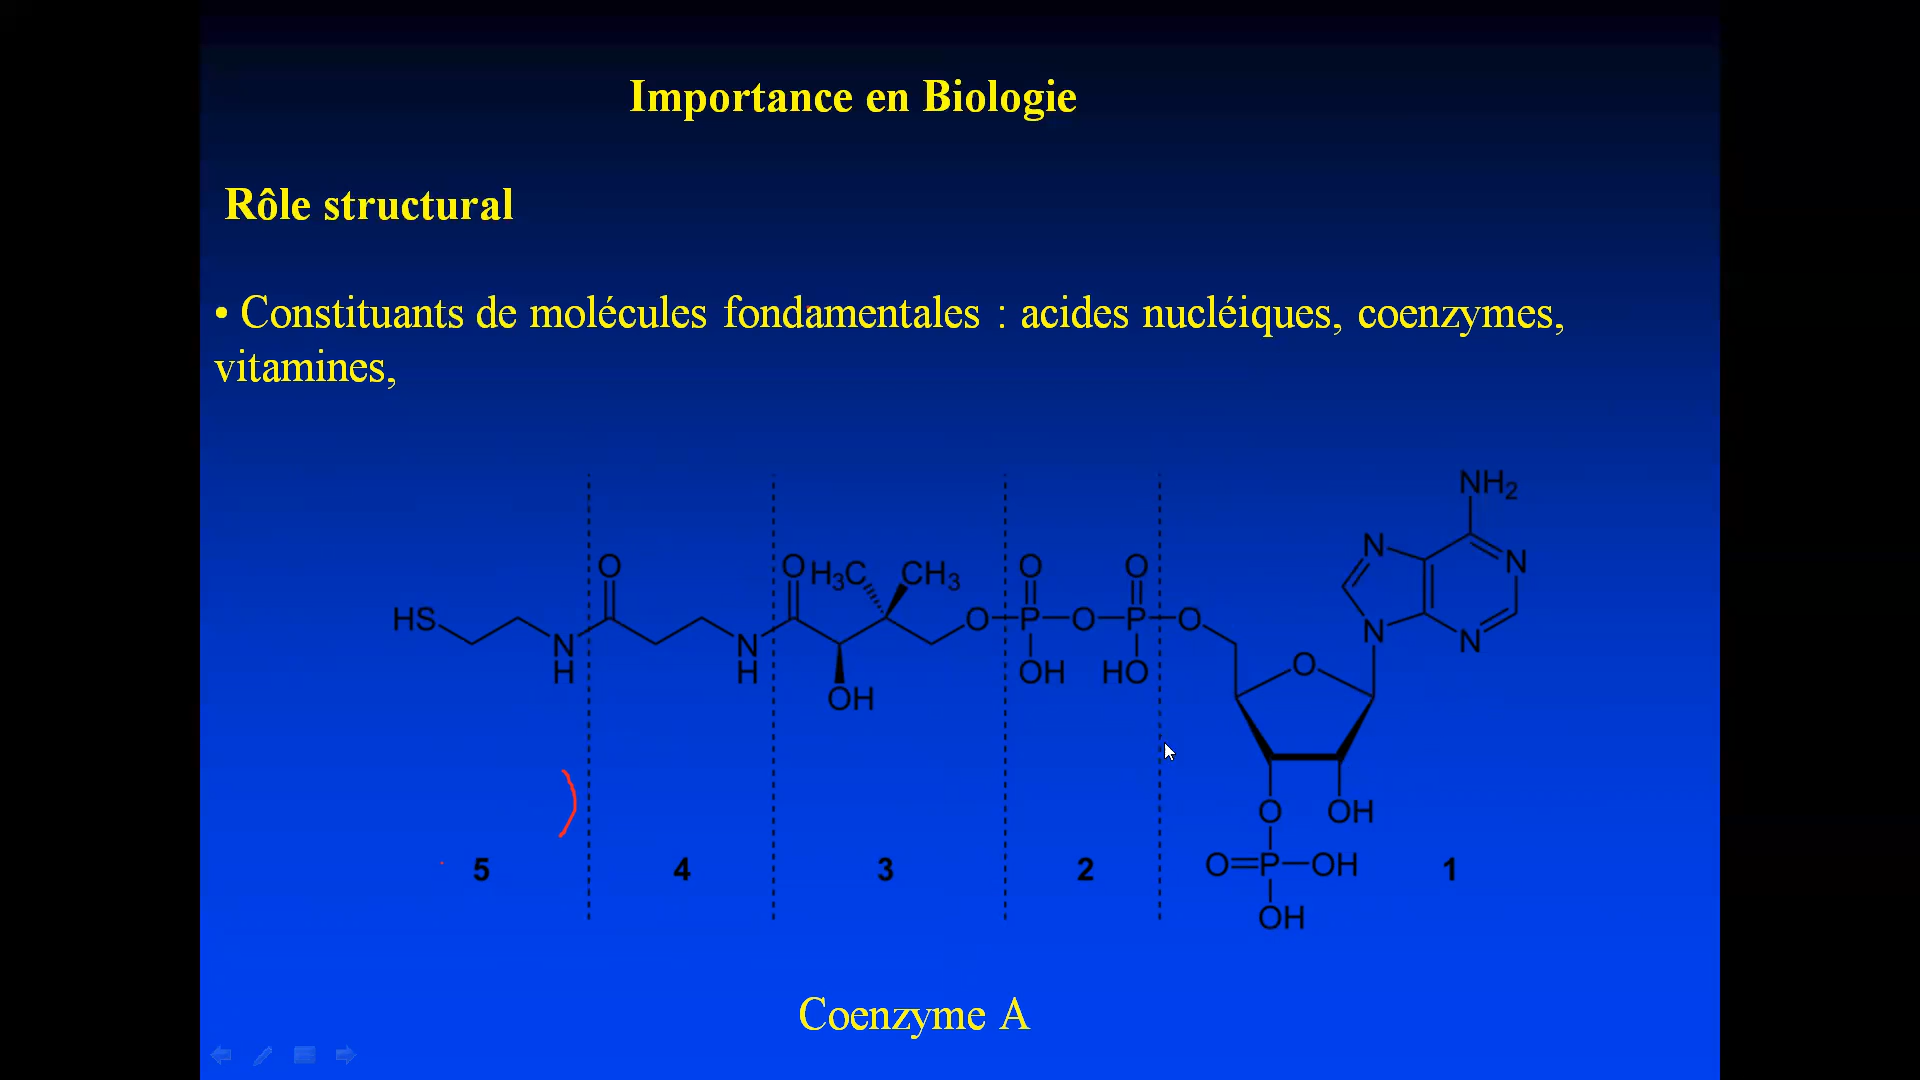 Importance en Biologie
Rôle structural
• Constituants de molécules fondamentales : acides nucléiques, coenzymes,
vitamines,
NH2
N N
O O H3C CH3 O O
HS O P O P O N N
N N O
H H OH HO
OH
O OH
5 4 3 2 O=P–OH 1
OH
Coenzyme A